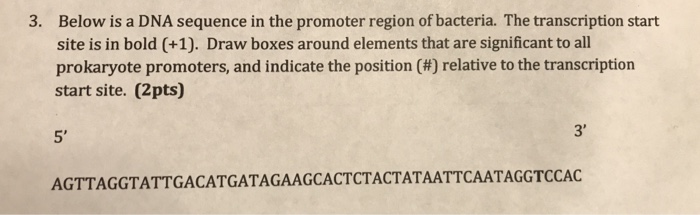 3. Below is a DNA sequence in the promoter region of bacteria. The transcription start
site is in bold (+1). Draw boxes around elements that are significant to all
prokaryote promoters, and indicate the position (#) relative to the transcription
start site. (2pts)
5' 3'
AGTTAGGTATTGACATGATAGAAGCACTCTACTATAATTCAATAGGTCCAC